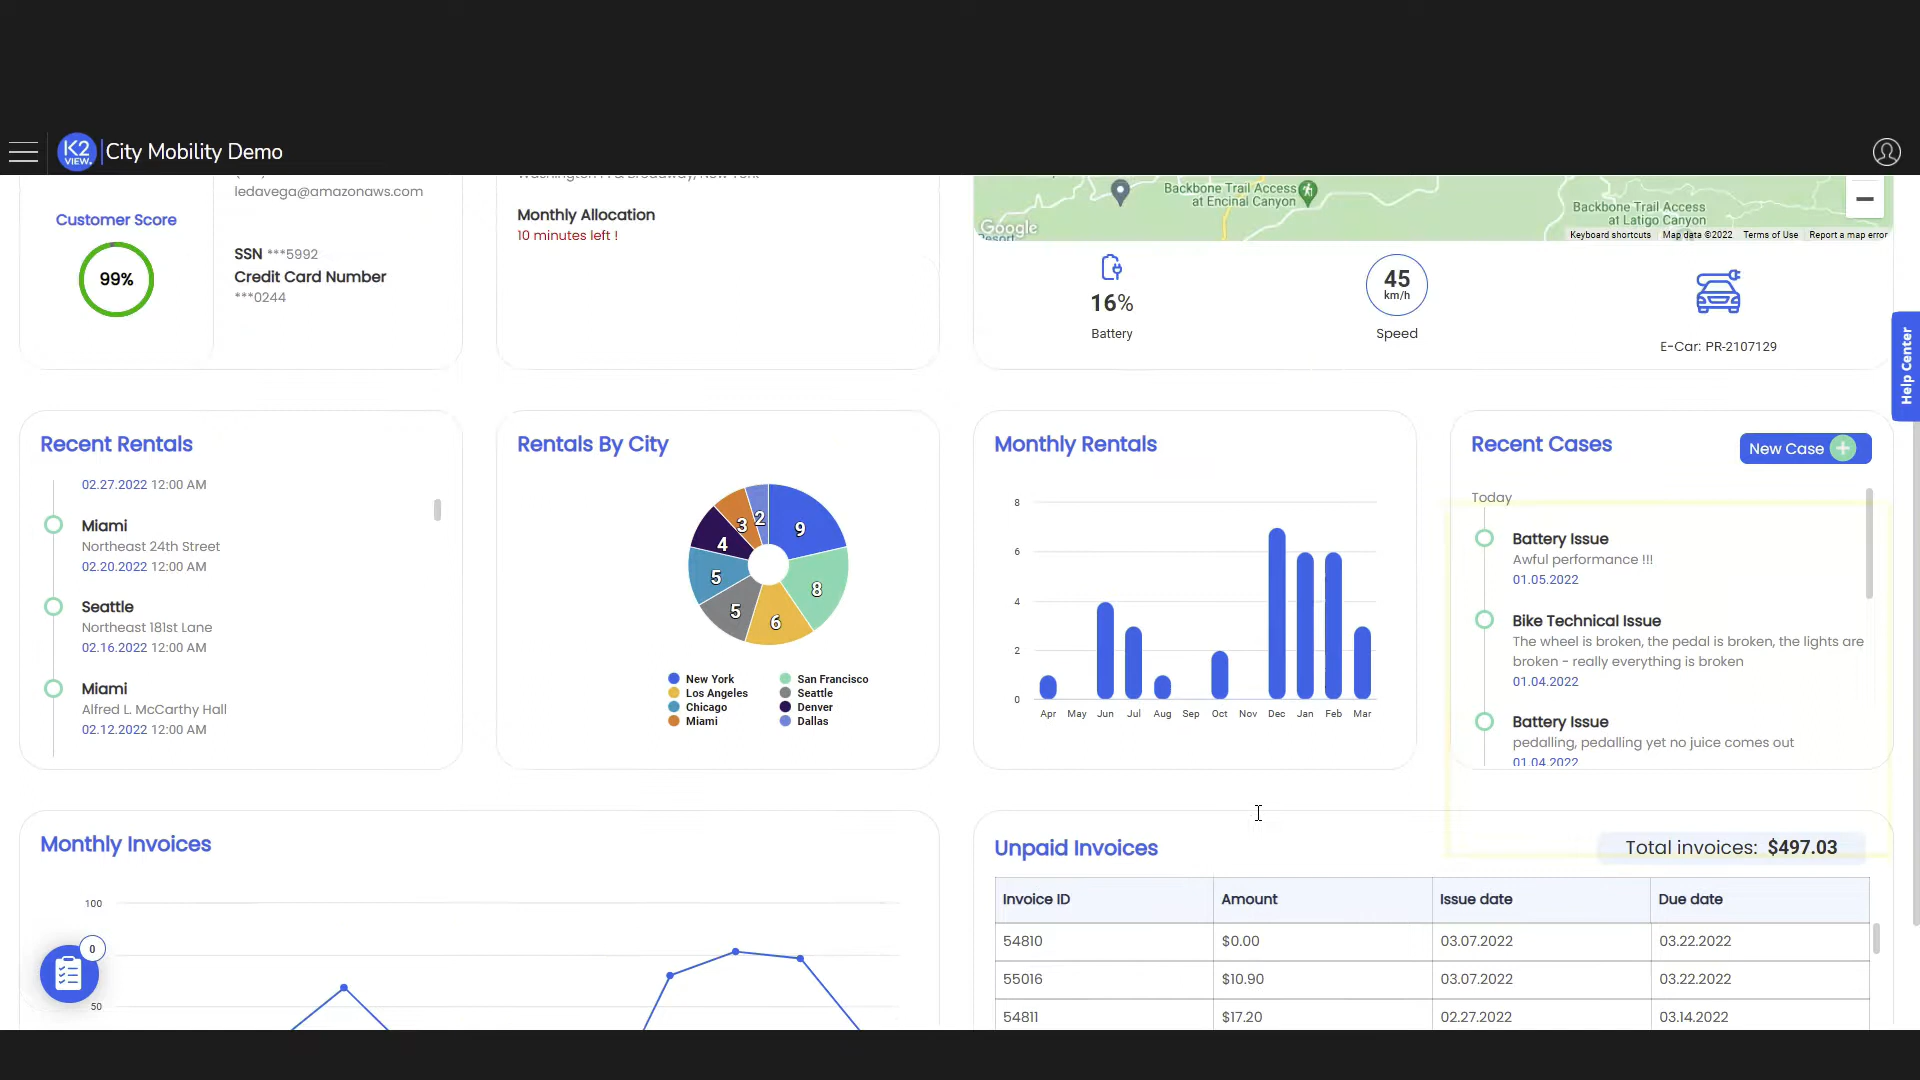 K2
VIEW.
City Mobility Demo
ledavega@amazonaws.com
Customer Score
99%
SSN ***5992
Credit Card Number
***0244
Monthly Allocation
10 minutes left !
Backbone Trail Access
at Encinal Canyon
Backbone Trail Access
at Latigo Canyon
Google
Resort
Keyboard shortcuts Map data ©2022 Terms of Use Report a map error
16%
Battery
45
km/h
Speed
E-Car: PR-2107129
Help Center
Recent Rentals
02.27.2022 12:00 AM
Miami
Northeast 24th Street
02.20.2022 12:00 AM
Seattle
Northeast 181st Lane
02.16.2022 12:00 AM
Miami
Alfred L. McCarthy Hall
02.12.2022 12:00 AM
Rentals By City
9
8
6
5
5
4
3
2
New York
San Francisco
Los Angeles
Seattle
Chicago
Denver
Miami
Dallas
Monthly Rentals
8
6
4
2
0
Apr May Jun Jul Aug Sep Oct Nov Dec Jan Feb Mar
Recent Cases
New Case
Today
Battery Issue
Awful performance !!!
01.05.2022
Bike Technical Issue
The wheel is broken, the pedal is broken, the lights are
broken - really everything is broken
01.04.2022
Battery Issue
pedalling, pedalling yet no juice comes out
01.04.2022
Monthly Invoices
100
50
0
Unpaid Invoices
Total invoices: $497.03
Invoice ID Amount Issue date Due date
54810 $0.00 03.07.2022 03.22.2022
55016 $10.90 03.07.2022 03.22.2022
54811 $17.20 02.27.2022 03.14.2022